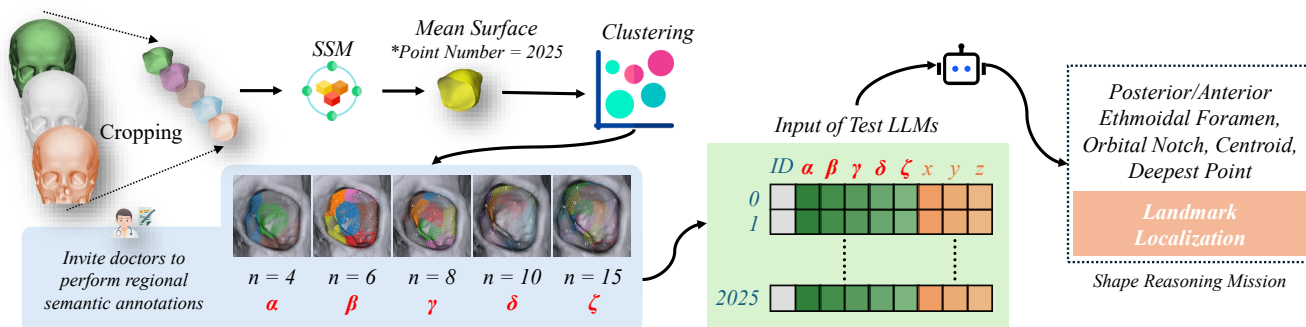 Cropping
SSM
Mean Surface
*Point Number = 2025
Clustering
Invite doctors to
perform regional
semantic annotations
n = 4 n = 6 n = 8 n = 10 n = 15
α β γ δ ζ
Input of Test LLMs
ID α β γ δ ζ x y z
0
1
2025
Posterior/Anterior
Ethmoidal Foramen,
Orbital Notch, Centroid,
Deepest Point
Landmark
Localization
Shape Reasoning Mission